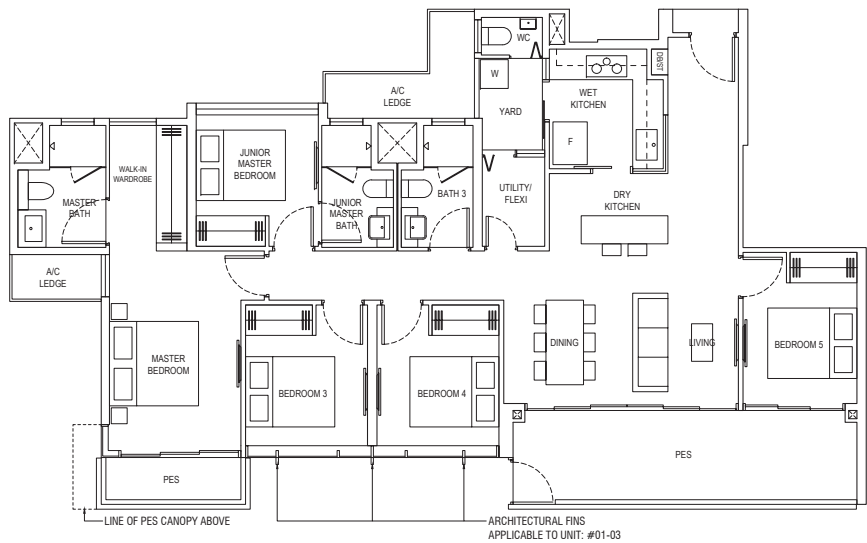 WC
W
YARD
WET
KITCHEN
DB/ST
F
A/C
LEDGE
JUNIOR
MASTER
BEDROOM
WALK-IN
WARDROBE
MASTER
BATH
JUNIOR
MASTER
BATH
BATH 3
UTILITY/
FLEXI
DRY
KITCHEN
A/C
LEDGE
MASTER
BEDROOM
BEDROOM 3
BEDROOM 4
DINING
LIVING
BEDROOM 5
PES
PES
LINE OF PES CANOPY ABOVE
ARCHITECTURAL FINS
APPLICABLE TO UNIT: #01-03